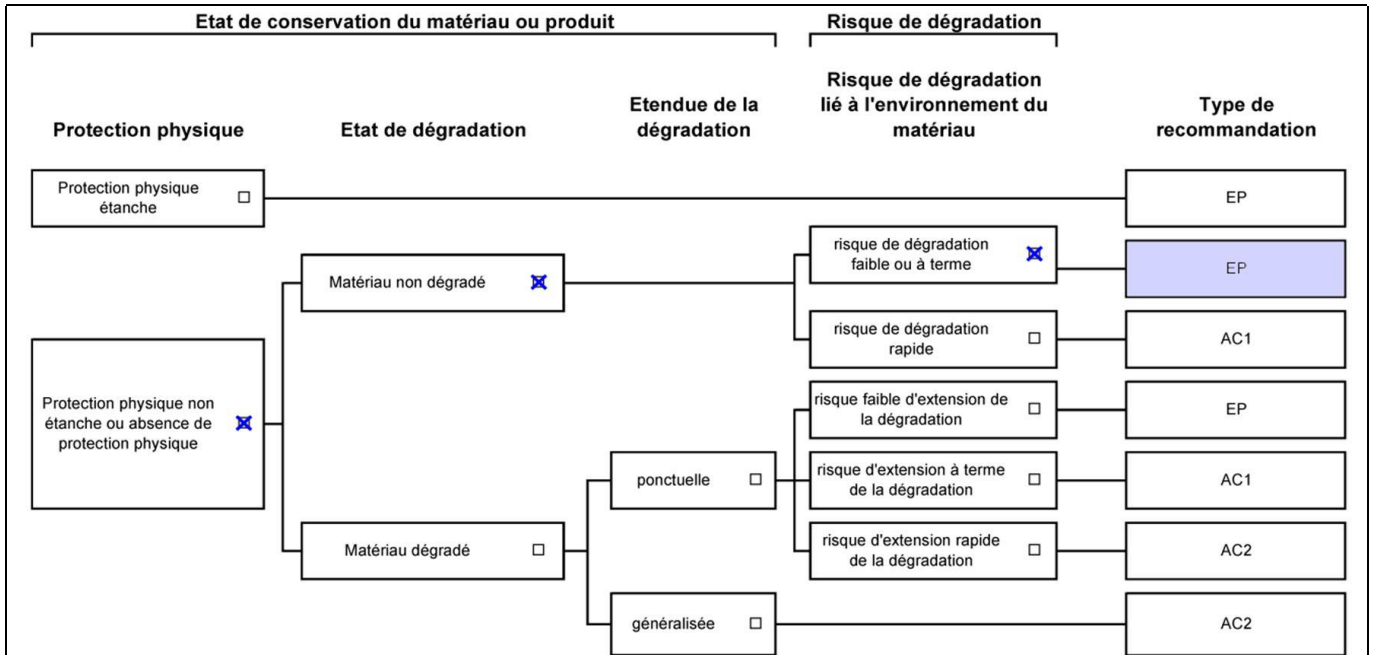 Etat de conservation du matériau ou produit
Risque de dégradation
Protection physique
Etat de dégradation
Etendue de la
dégradation
Risque de dégradation
lié à l'environnement du
matériau
Type de
recommandation
Protection physique
étanche
EP
risque de dégradation
faible ou à terme
EP
Matériau non dégradé
risque de dégradation
rapide
AC1
Protection physique non
étanche ou absence de
protection physique
risque faible d'extension de
la dégradation
EP
ponctuelle
risque d'extension à terme
de la dégradation
AC1
Matériau dégradé
risque d'extension rapide
de la dégradation
AC2
généralisée
AC2